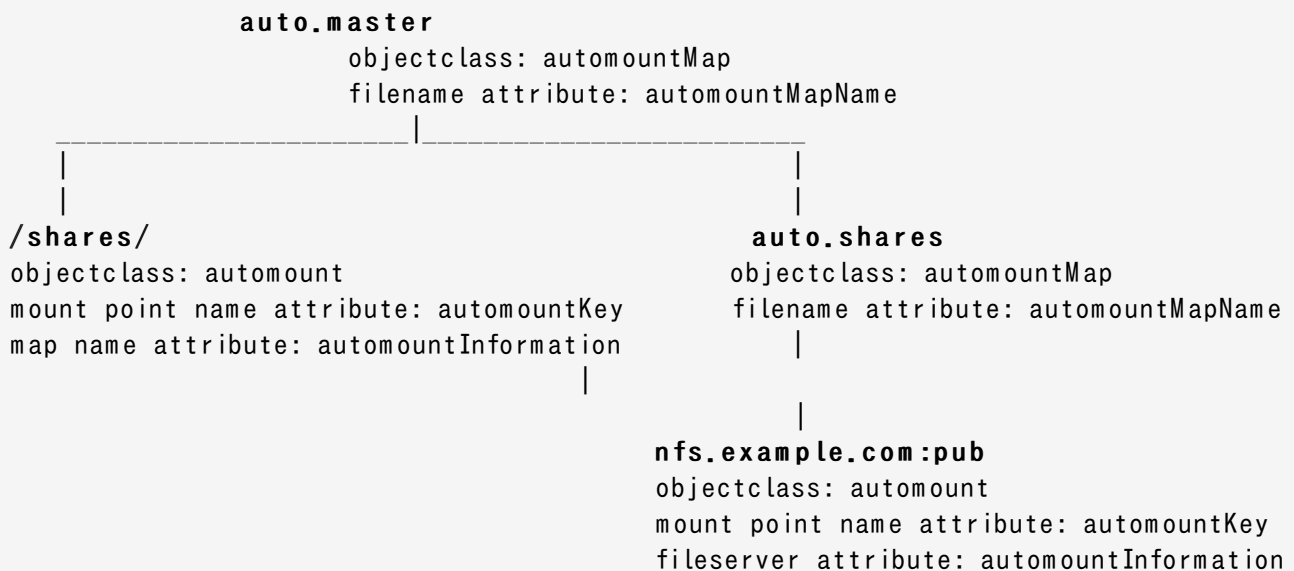 auto.master
objectclass: automountMap
filename attribute: automountMapName
/shares/
objectclass: automount
mount point name attribute: automountKey
map name attribute: automountInformation
auto.shares
objectclass: automountMap
filename attribute: automountMapName
nfs.example.com:pub
objectclass: automount
mount point name attribute: automountKey
fileserver attribute: automountInformation